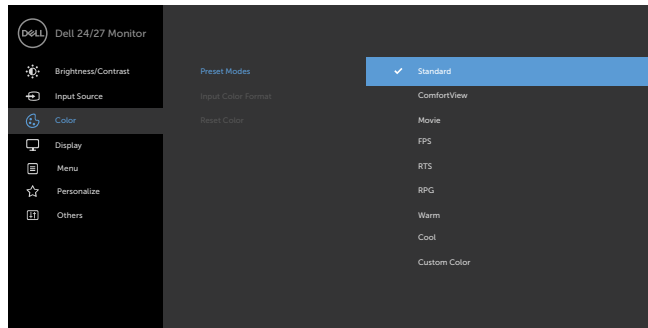 DELL Dell 24/27 Monitor
Brightness/Contrast
Input Source
Color
Display
Menu
Personalize
Others
Preset Modes
Input Color Format
Reset Color
Standard
ComfortView
Movie
FPS
RTS
RPG
Warm
Cool
Custom Color